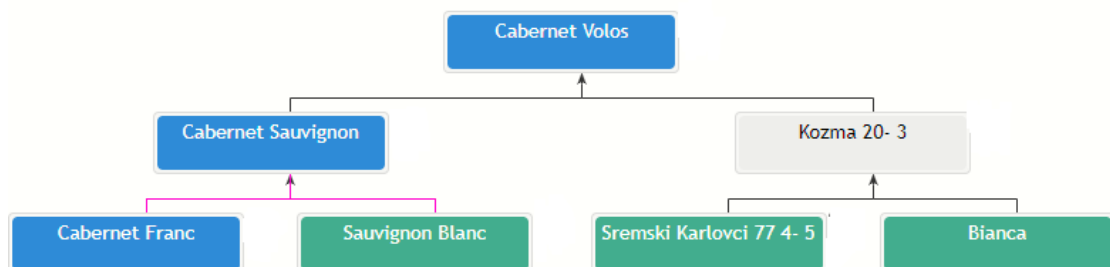 Cabernet Volos
Cabernet Sauvignon
Kozma 20- 3
Cabernet Franc
Sauvignon Blanc
Sremski Karlovci 77 4- 5
Bianca